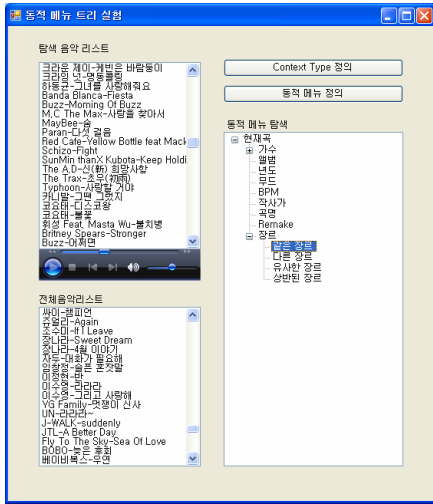 동적 메뉴 트리 실험
탐색 음악 리스트
크라운 제이-케빈은 바람둥이
크라잉 넛-명동콜링
하동균-그녀를 사랑해줘요
Banda Blanca-Fiesta
Buzz-Morning Of Buzz
M.C The Max-사랑을 찾아서
MayBee-숨
Paran-다섯 걸음
Red Cafe-Yellow Bottle feat Mack
Schizo-Fight
SunMin thanX Kubota-Keep Holdi
The A.D-신(新) 희망사항
The Trax-초우(初雨)
Typhoon-사랑할 거야
카니발-그땐 그랬지
코요태-디스코왕
코요태-불꽃
휘성 Feat. Masta Wu-불치병
Britney Spears-Stronger
Buzz-어쩌면
전체음악리스트
싸이-챔피언
쥬얼리-Again
조수미-If I Leave
장나라-Sweet Dream
장나라-4월 이야기
자두-대화가 필요해
임창정-슬픈 혼잣말
이정현-반
이수영-라라라
이수영-그리고 사랑해
YG Family-멋쟁이 신사
UN-라라라~
J-WALK-suddenly
JTL-A Better Day
Fly To The Sky-Sea Of Love
BOBO-늦은 후회
베이비복스-우연
Context Type 정의
동적 메뉴 정의
동적 메뉴 탐색
현재곡
가수
앨범
년도
무드
BPM
작사가
곡명
Remake
장르
같은 장르
다른 장르
유사한 장르
상반된 장르